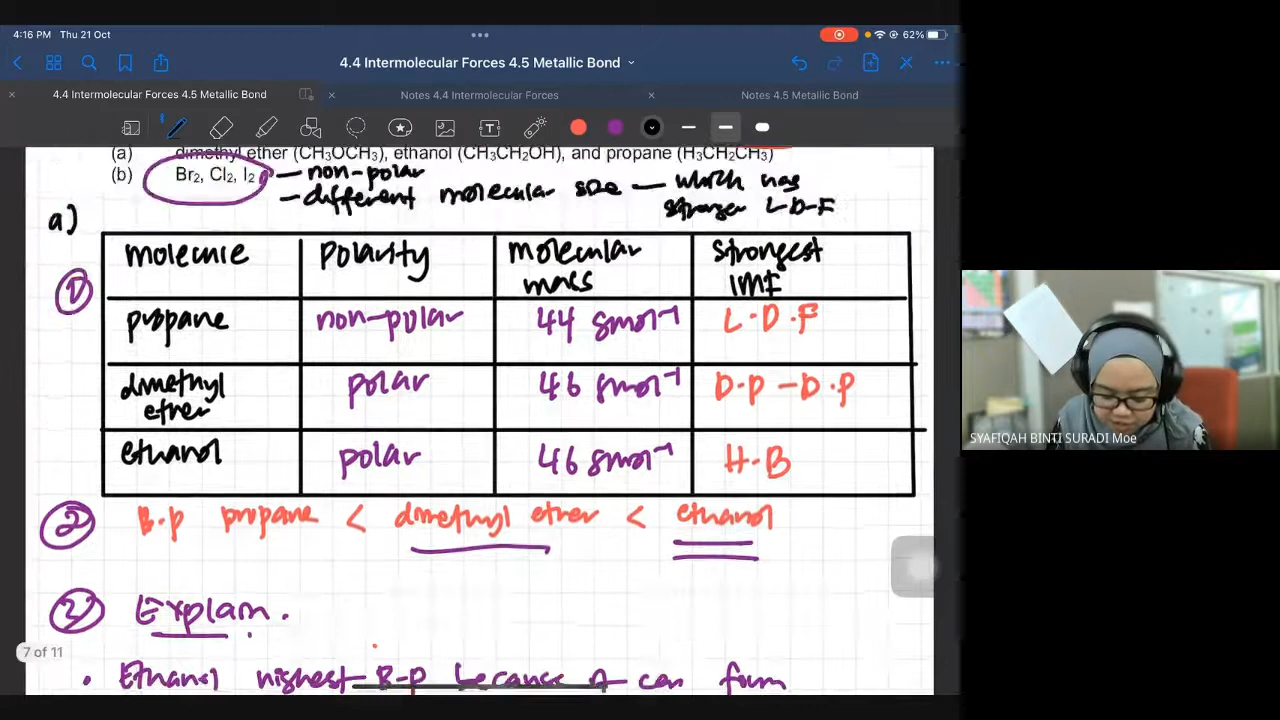 4:16 PM Thu 21 Oct
62%
4.4 Intermolecular Forces 4.5 Metallic Bond
4.4 Intermolecular Forces 4.5 Metallic Bond
Notes 4.4 Intermolecular Forces
Notes 4.5 Metallic Bond
(a) dimethyl ether (CH3OCH3), ethanol (CH3CH2OH), and propane (H3CH2CH3)
(b) Br2, Cl2, I2 – non-polar
– different molecular size – which has
stronger L-D-F
a)
① molecule polarity molecular mass strongest IMF
propane non-polar 44 gmol-1 L.D.F
dimethyl ether polar 46 gmol-1 D.P – D.P
ethanol polar 46 gmol-1 H-B
② B.p propane < dimethyl ether < ethanol
③ Explain.
7 of 11
• Ethanol highest B-p because it can form
SYAFIQAH BINTI SURADI Moe